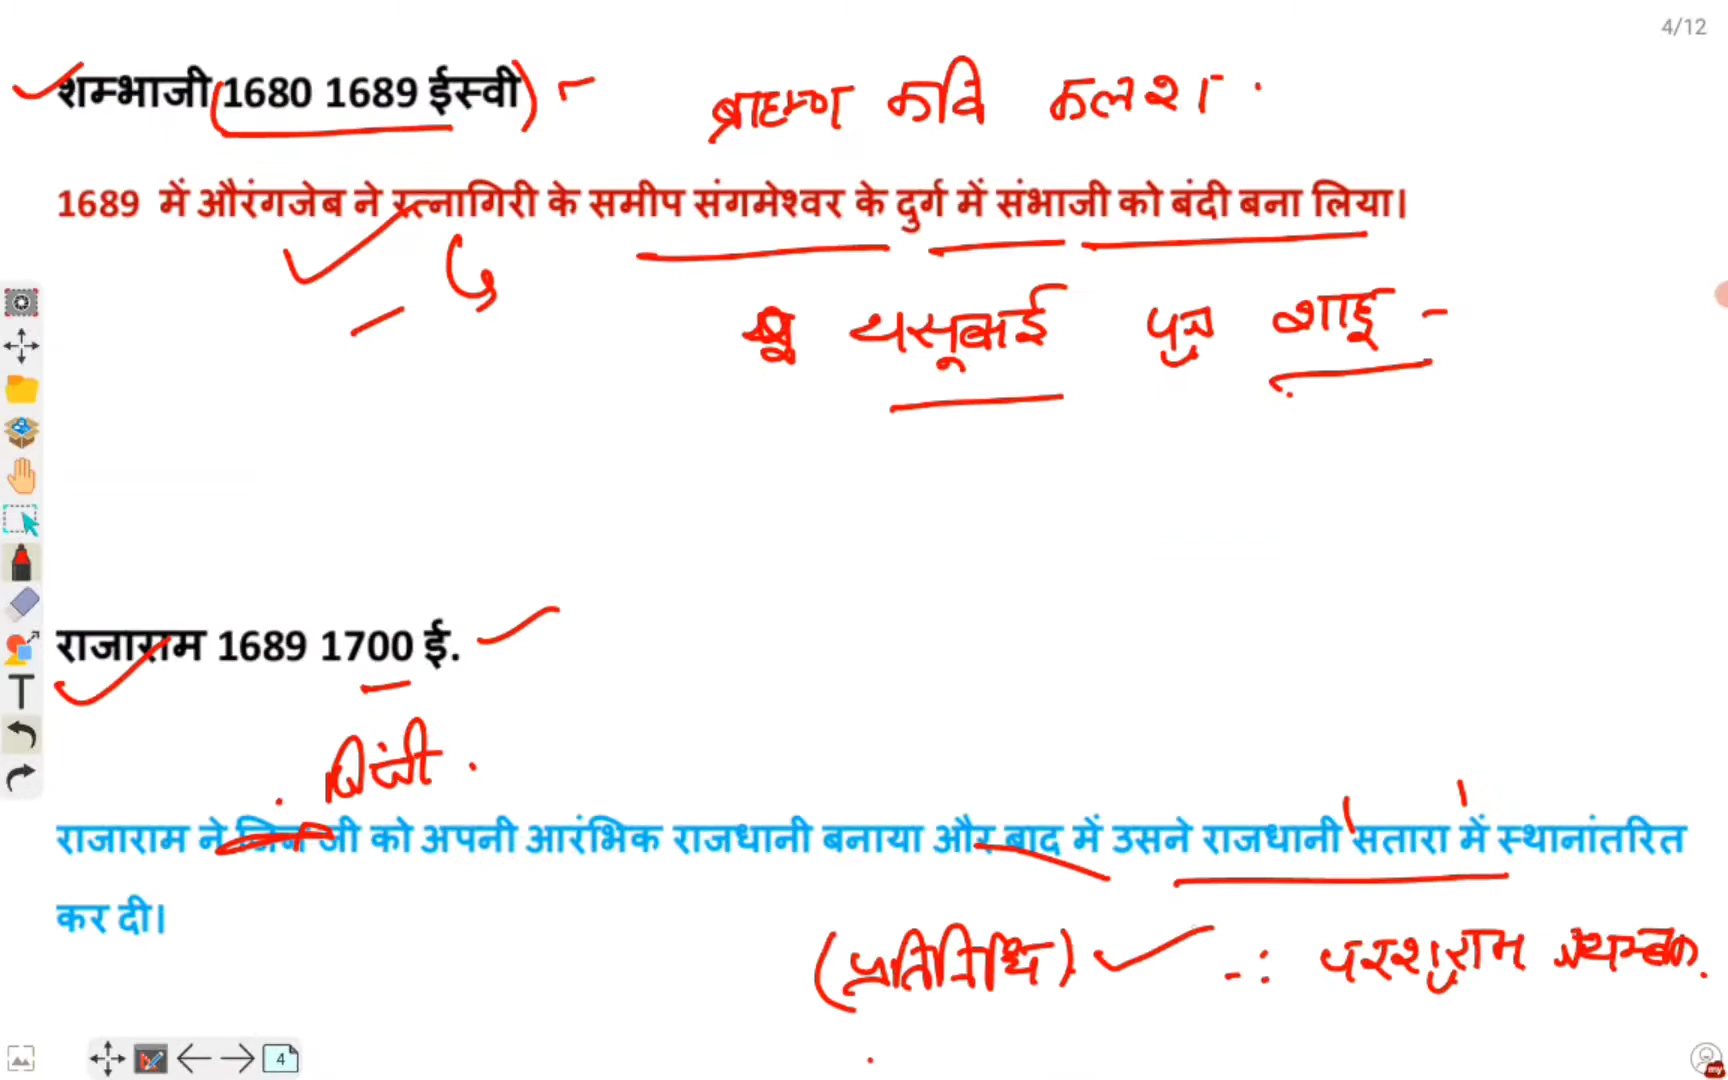 4/12
शम्भाजी (1680 1689 ईस्वी) - ब्राह्मण कवि कलश
1689 में औरंगजेब ने रत्नागिरी के समीप संगमेश्वर के दुर्ग में संभाजी को बंदी बना लिया।
यसूबाई पुत्र शाहू -
राजाराम 1689 1700 ई.
जिंजी
राजाराम ने जी को अपनी आरंभिक राजधानी बनाया और बाद में उसने राजधानी सतारा में स्थानांतरित
कर दी।
(प्रतिनिधि) -: परशुराम त्र्यम्बक
T
4
my